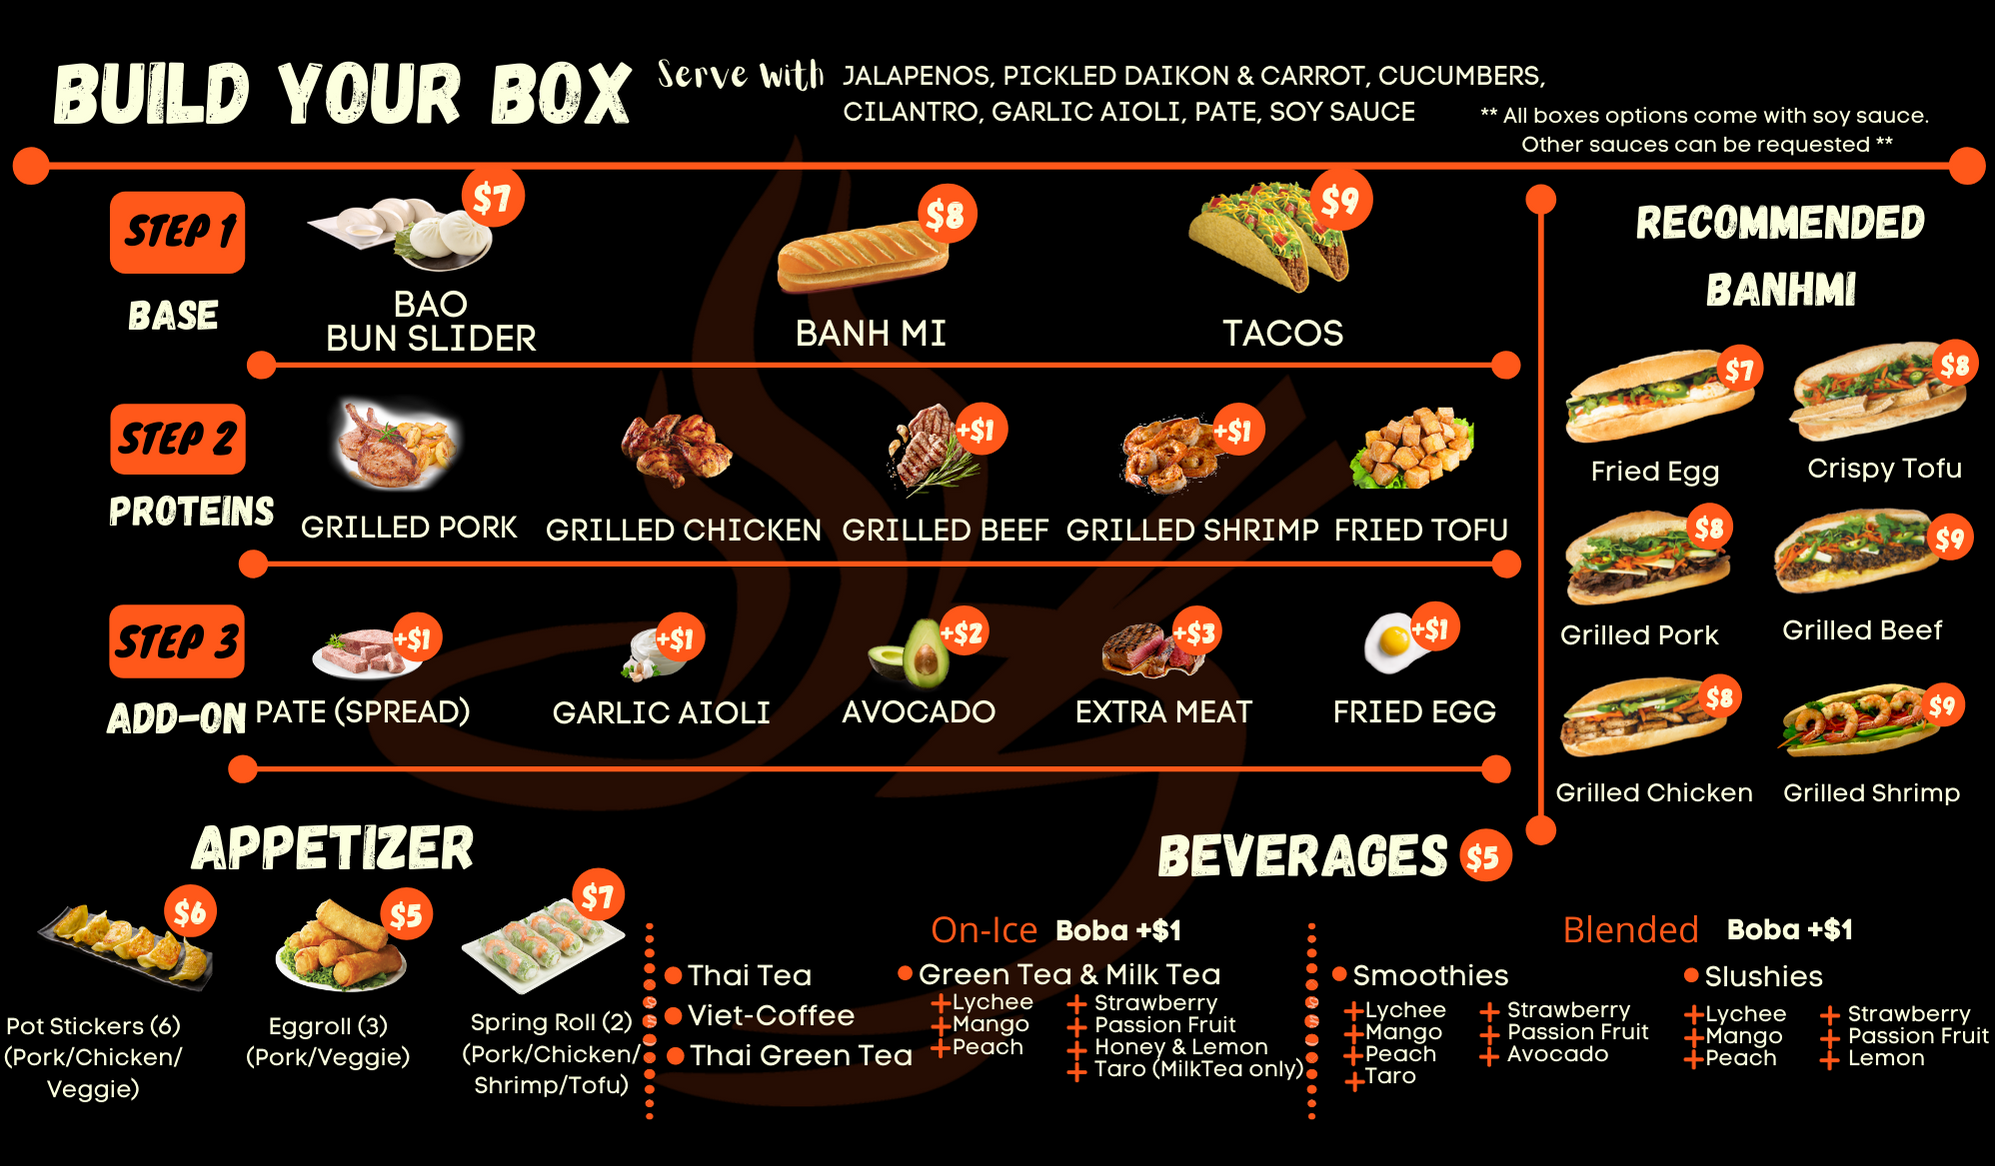 BUILD YOUR BOX
Serve with
JALAPENOS, PICKLED DAIKON & CARROT, CUCUMBERS,
CILANTRO, GARLIC AIOLI, PATE, SOY SAUCE
** All boxes options come with soy sauce.
Other sauces can be requested **
STEP 1
BASE
$7
BAO
BUN SLIDER
$8
BANH MI
$9
TACOS
STEP 2
PROTEINS
GRILLED PORK
GRILLED CHICKEN
+$1
GRILLED BEEF
+$1
GRILLED SHRIMP
FRIED TOFU
STEP 3
ADD-ON
+$1
PATE (SPREAD)
+$1
GARLIC AIOLI
+$2
AVOCADO
+$3
EXTRA MEAT
+$1
FRIED EGG
RECOMMENDED
BANHMI
$7
Fried Egg
$8
Crispy Tofu
$8
Grilled Pork
$9
Grilled Beef
$8
Grilled Chicken
$9
Grilled Shrimp
APPETIZER
$6
Pot Stickers (6)
(Pork/Chicken/
Veggie)
$5
Eggroll (3)
(Pork/Veggie)
$7
Spring Roll (2)
(Pork/Chicken/
Shrimp/Tofu)
BEVERAGES $5
On-Ice Boba +$1
Thai Tea
Viet-Coffee
Thai Green Tea
Green Tea & Milk Tea
+Lychee
+Mango
+Peach
+ Strawberry
+ Passion Fruit
+ Honey & Lemon
+ Taro (MilkTea only)
Blended Boba +$1
Smoothies
+Lychee
+Mango
+Peach
+Taro
+ Strawberry
+ Passion Fruit
+ Avocado
Slushies
+Lychee
+Mango
+Peach
+ Strawberry
+ Passion Fruit
+ Lemon